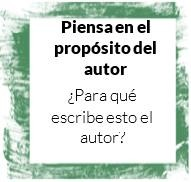 Piensa en el
propósito del
autor
¿Para qué
escribe esto el
autor?